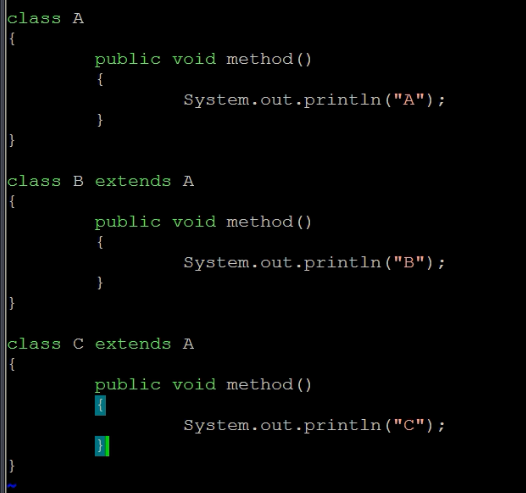 class A
{
        public void method()
        {
                System.out.println("A");
        }
}

class B extends A
{
        public void method()
        {
                System.out.println("B");
        }
}

class C extends A
{
        public void method()
        {
                System.out.println("C");
        }
}
~